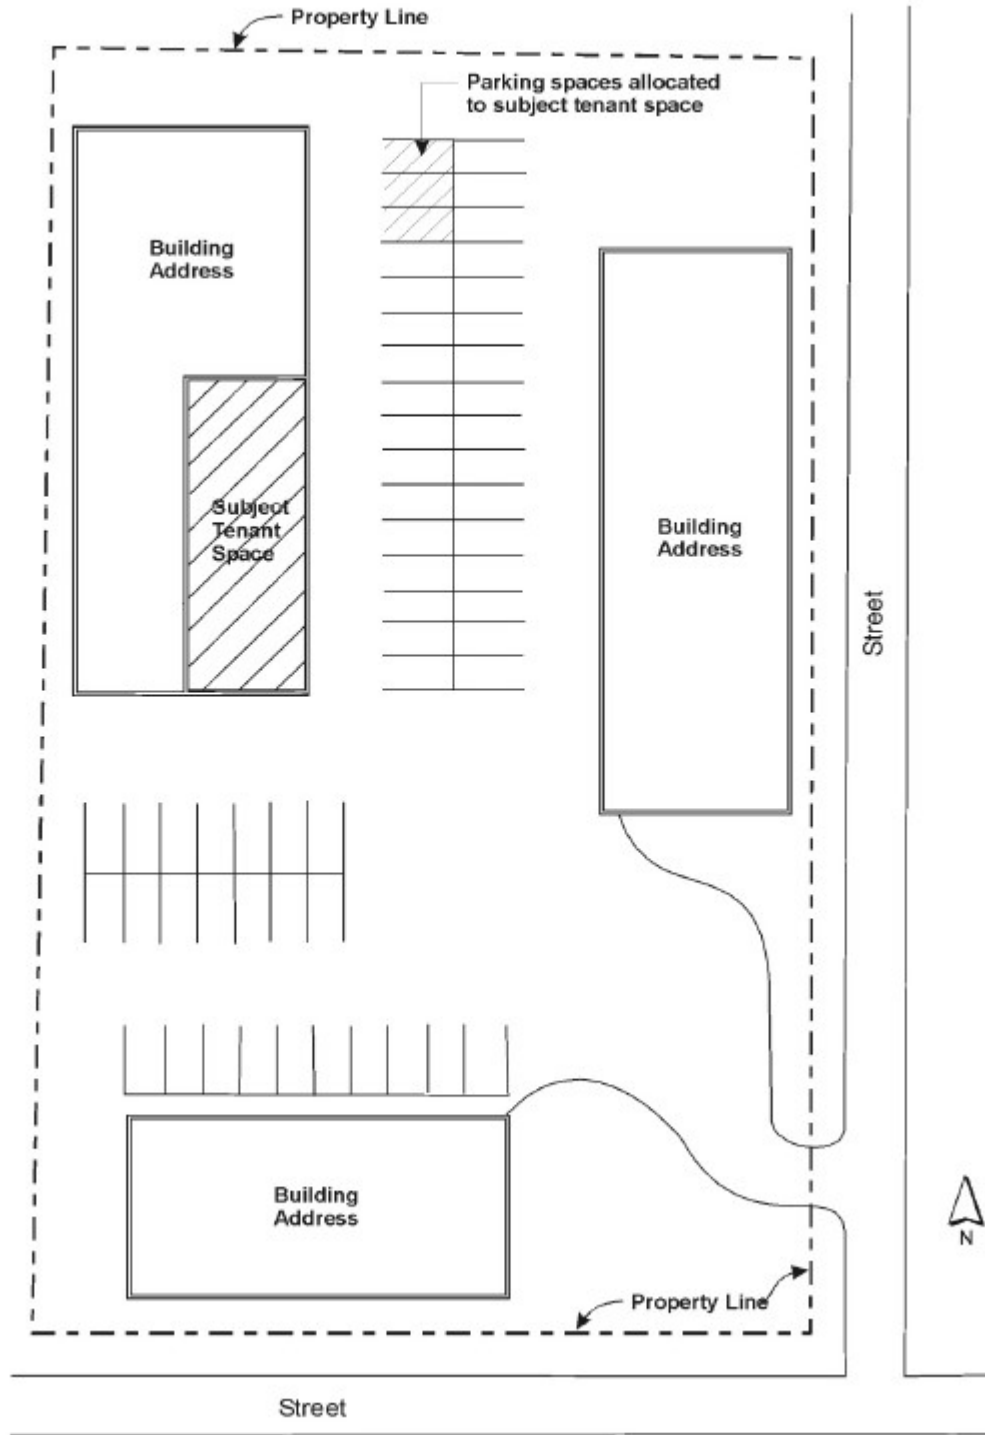 Property Line
Parking spaces allocated
to subject tenant space
Building
Address
Subject
Tenant
Space
Building
Address
Street
Building
Address
N
Property Line
Street